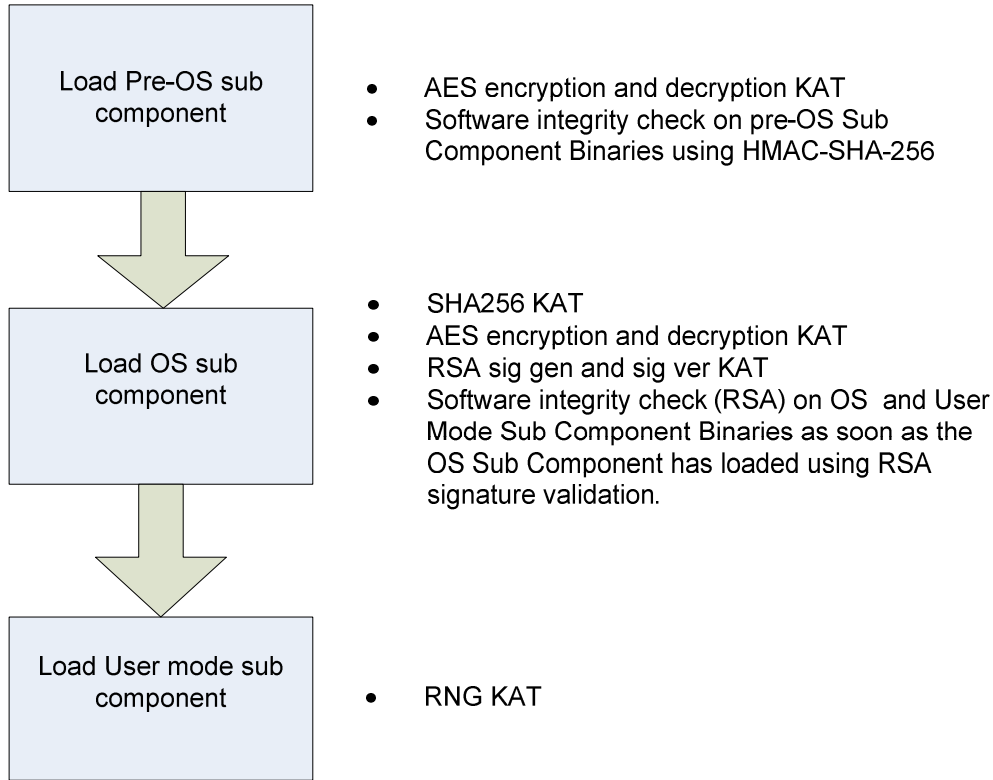 Load Pre-OS sub
component
• AES encryption and decryption KAT
• Software integrity check on pre-OS Sub
Component Binaries using HMAC-SHA-256
Load OS sub
component
• SHA256 KAT
• AES encryption and decryption KAT
• RSA sig gen and sig ver KAT
• Software integrity check (RSA) on OS and User
Mode Sub Component Binaries as soon as the
OS Sub Component has loaded using RSA
signature validation.
Load User mode sub
component
• RNG KAT